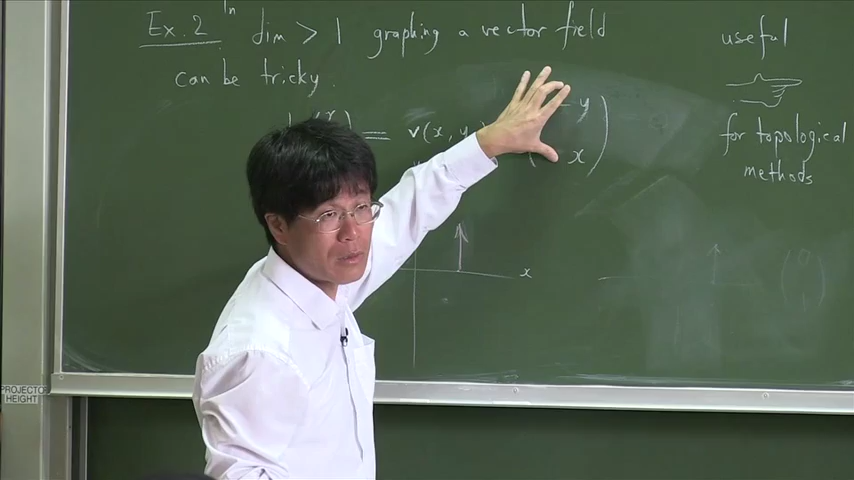 Ex. 2 In dim > 1 graphing a vector field
can be tricky.
= v(x, y) - y
x
x
useful
for topological
methods
PROJECTOR
HEIGHT